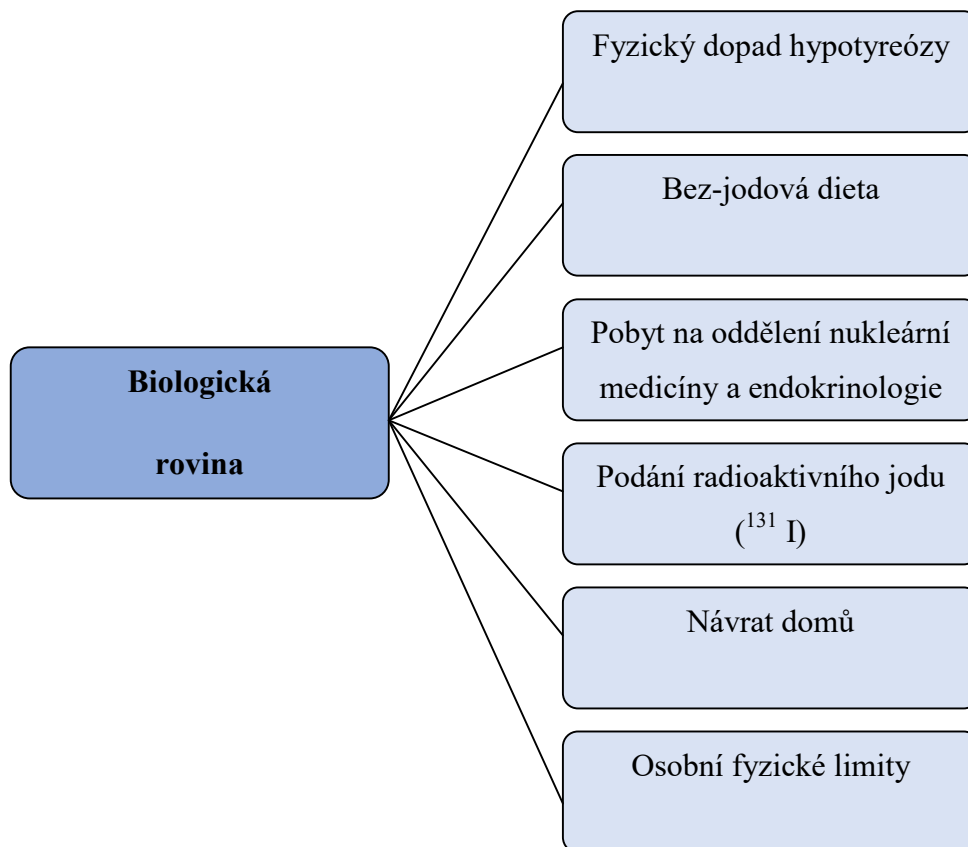 Fyzický dopad hypotyreózy
Bez-jodová dieta
Pobyt na oddělení nukleární
medicíny a endokrinologie
Biologická
rovina
Podání radioaktivního jodu
(¹³¹ I)
Návrat domů
Osobní fyzické limity